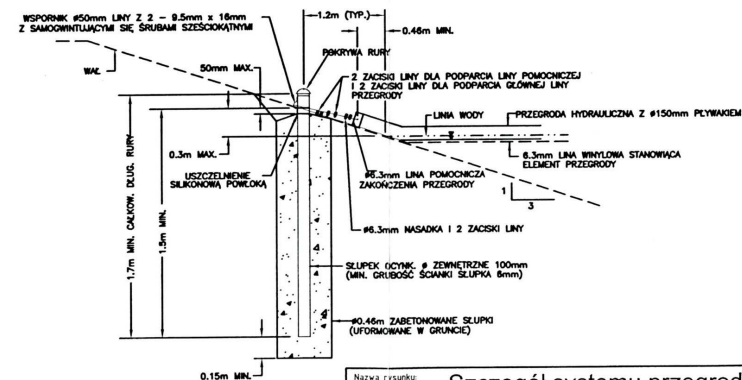 WSPORNIK ø50mm LINY Z 2 - 9.5mm x 16mm
Z SAMOGWINTUJĄCYMI SIĘ ŚRUBAMI SZEŚCIOKĄTNYMI
1.2m (TYP.)
0.46m MIN.
POKRYWA RURY
WAŁ
50mm MAX.
2 ZACISKI LINY DLA PODPARCIA LINY POMOCNICZEJ
I 2 ZACISKI LINY DLA PODPARCIA GŁÓWNEJ LINY
PRZEGRODY
LINIA WODY
PRZEGRODA HYDRAULICZNA Z ø150mm PŁYWAKIEM
0.3m MAX.
6.3mm LINA WINYLOWA STANOWIĄCA
ELEMENT PRZEGRODY
USZCZELNIENIE
SILIKONOWĄ POWŁOKĄ
ø6.3mm LINA POMOCNICZA
ZAKOŃCZENIA PRZEGRODY
1
3
1.7m MIN. CAŁKOW. DŁUG. RURY
1.5m MIN.
ø6.3mm NASADKA I 2 ZACISKI LINY
SŁUPEK OCYNK. ø ZEWNĘTRZNE 100mm
(MIN. GRUBOŚĆ ŚCIANKI SŁUPKA 6mm)
ø0.46m ZABETONOWANE SŁUPKI
(UFORMOWANE W GRUNCIE)
0.15m MIN.
Nazwa rysunku: